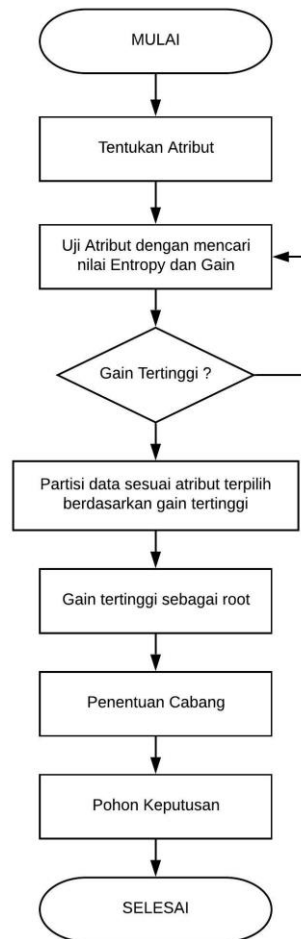 MULAI
Tentukan Atribut
Uji Atribut dengan mencari
nilai Entropy dan Gain
Gain Tertinggi ?
Partisi data sesuai atribut terpilih
berdasarkan gain tertinggi
Gain tertinggi sebagai root
Penentuan Cabang
Pohon Keputusan
SELESAI